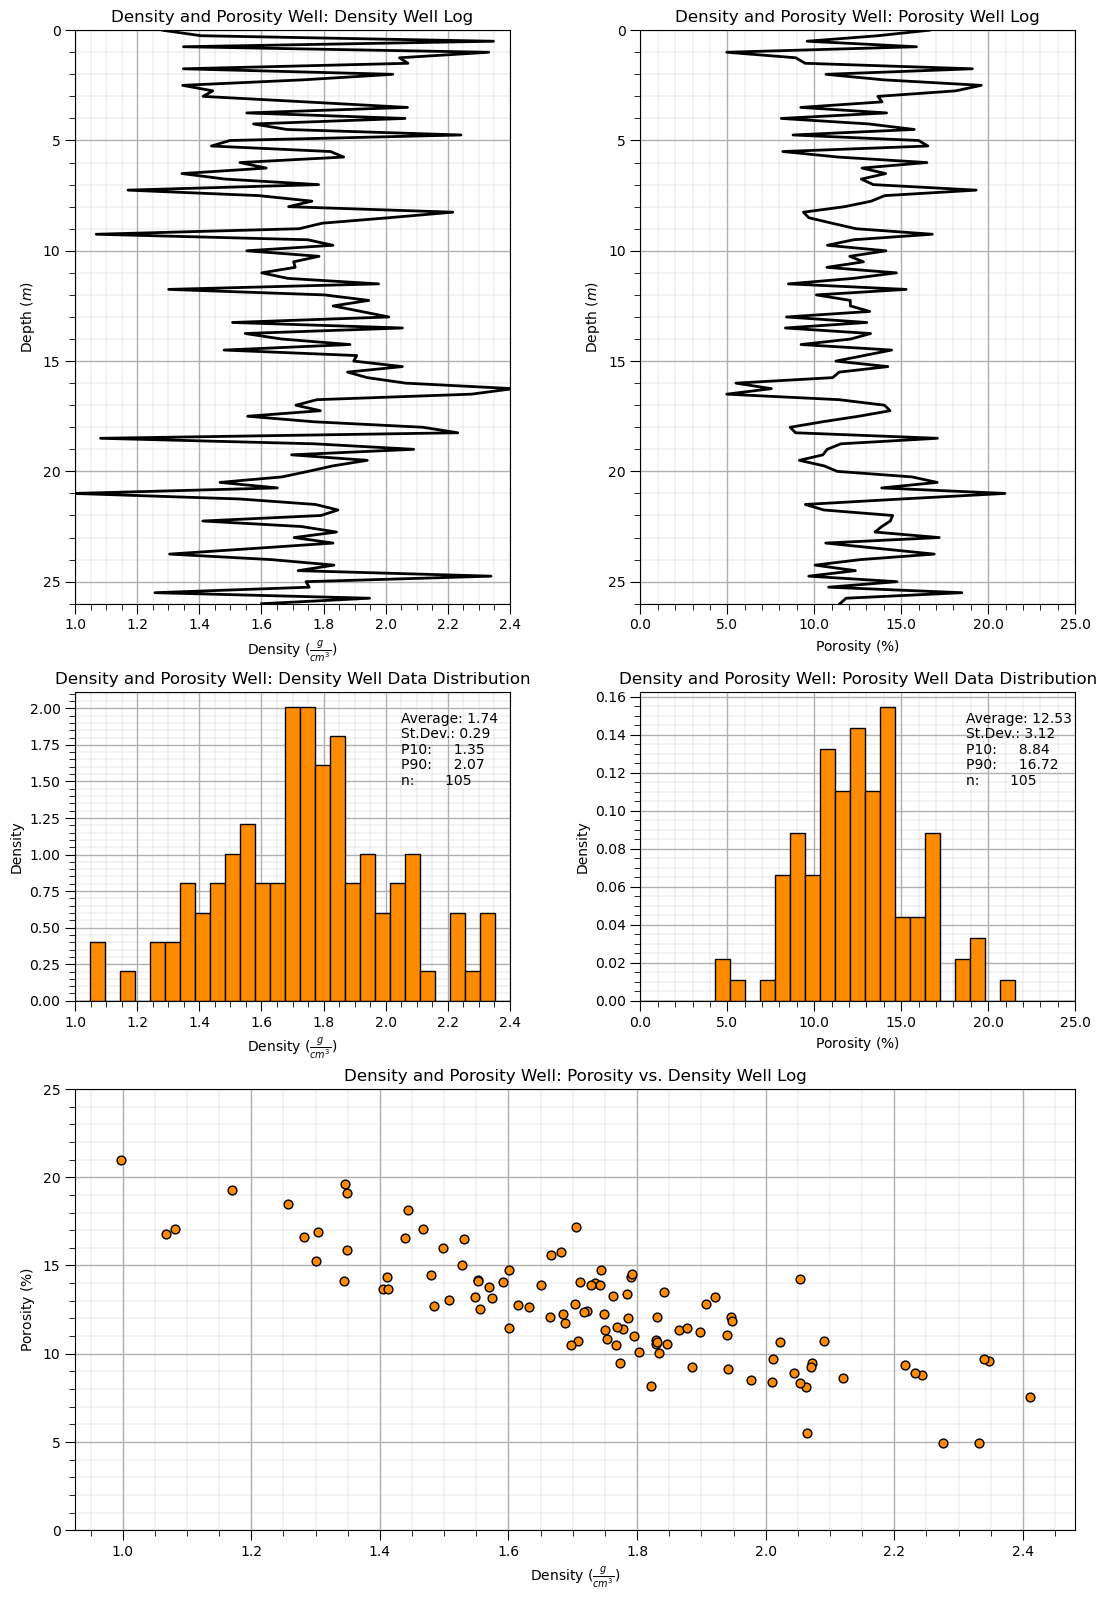 Density and Porosity Well: Density Well Log
0
5
10
15
20
25
Depth (m)
1.0 1.2 1.4 1.6 1.8 2.0 2.2 2.4
Density (g/cm³)
Density and Porosity Well: Porosity Well Log
0
5
10
15
20
25
Depth (m)
0.0 5.0 10.0 15.0 20.0 25.0
Porosity (%)
Density and Porosity Well: Density Well Data Distribution
2.00
1.75
1.50
1.25
1.00
0.75
0.50
0.25
0.00
Density
Average: 1.74
St.Dev.: 0.29
P10: 1.35
P90: 2.07
n: 105
1.0 1.2 1.4 1.6 1.8 2.0 2.2 2.4
Density (g/cm³)
Density and Porosity Well: Porosity Well Data Distribution
0.16
0.14
0.12
0.10
0.08
0.06
0.04
0.02
0.00
Density
Average: 12.53
St.Dev.: 3.12
P10: 8.84
P90: 16.72
n: 105
0.0 5.0 10.0 15.0 20.0 25.0
Porosity (%)
Density and Porosity Well: Porosity vs. Density Well Log
25
20
15
10
5
0
Porosity (%)
1.0 1.2 1.4 1.6 1.8 2.0 2.2 2.4
Density (g/cm³)